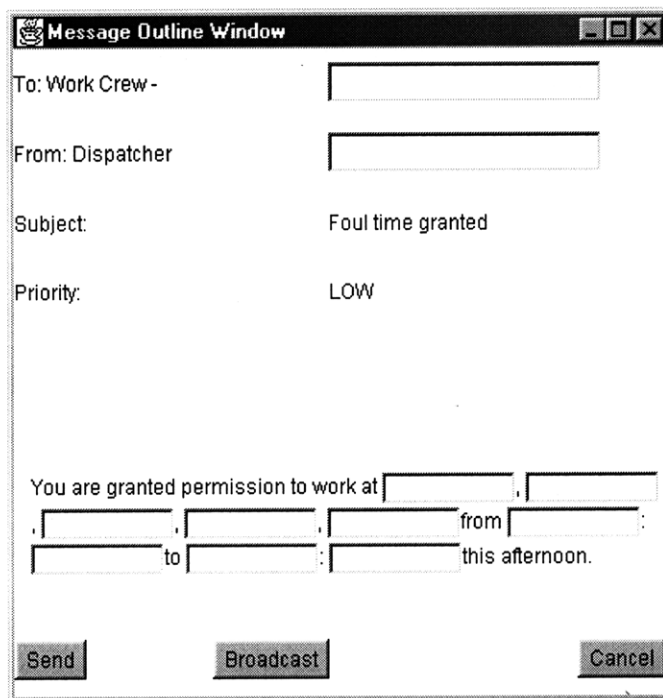 Message Outline Window
To: Work Crew -
From: Dispatcher
Subject: Foul time granted
Priority: LOW
You are granted permission to work at , 
, , , from :
to : this afternoon.
Send Broadcast Cancel